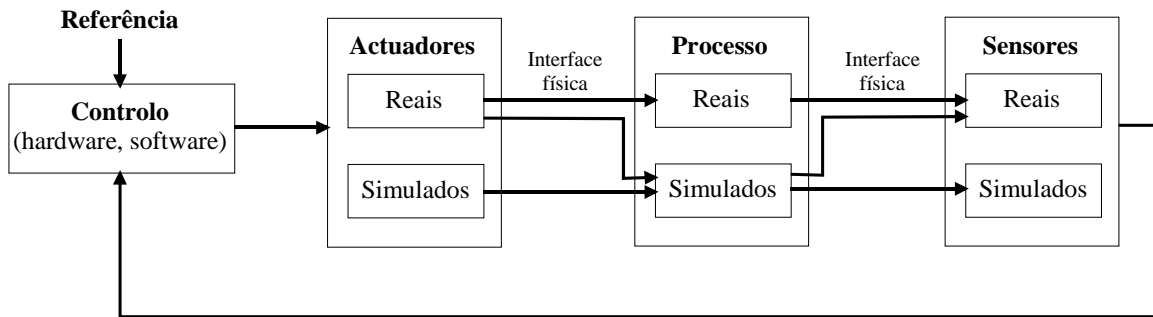 Referência
Controlo
(hardware, software)
Actuadores
Reais
Simulados
Interface
física
Processo
Reais
Simulados
Interface
física
Sensores
Reais
Simulados